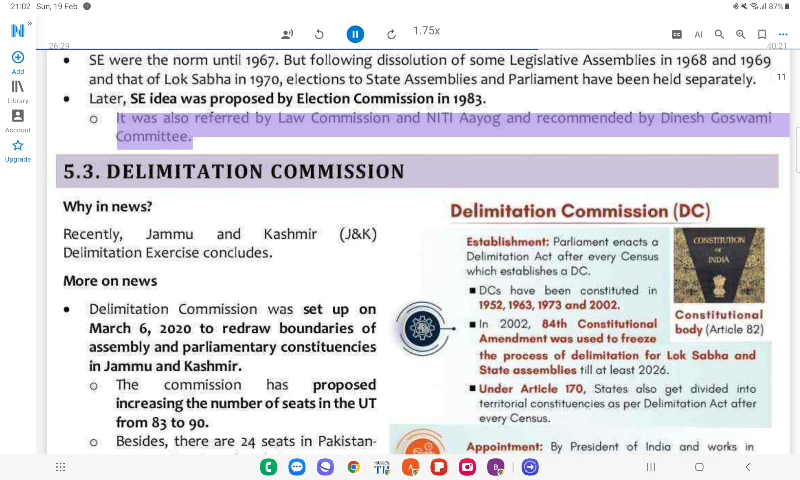 21:02 Sun, 19 Feb
87%
1.75x
AI
26:29
40:21
Add
Library
Account
Upgrade
11
• SE were the norm until 1967. But following dissolution of some Legislative Assemblies in 1968 and 1969
and that of Lok Sabha in 1970, elections to State Assemblies and Parliament have been held separately.
• Later, SE idea was proposed by Election Commission in 1983.
o It was also referred by Law Commission and NITI Aayog and recommended by Dinesh Goswami
Committee.
5.3. DELIMITATION COMMISSION
Why in news?
Recently, Jammu and Kashmir (J&K)
Delimitation Exercise concludes.
More on news
• Delimitation Commission was set up on
March 6, 2020 to redraw boundaries of
assembly and parliamentary constituencies
in Jammu and Kashmir.
o The commission has proposed
increasing the number of seats in the UT
from 83 to 90.
o Besides, there are 24 seats in Pakistan-
Delimitation Commission (DC)
Establishment: Parliament enacts a
Delimitation Act after every Census
which establishes a DC.
■ DCs have been constituted in
1952, 1963, 1973 and 2002.
■ In 2002, 84th Constitutional
Amendment was used to freeze
the process of delimitation for Lok Sabha and
State assemblies till at least 2026.
■ Under Article 170, States also get divided into
territorial constituencies as per Delimitation Act after
every Census.
CONSTITUTION
OF
INDIA
Constitutional
body (Article 82)
Appointment: By President of India and works in